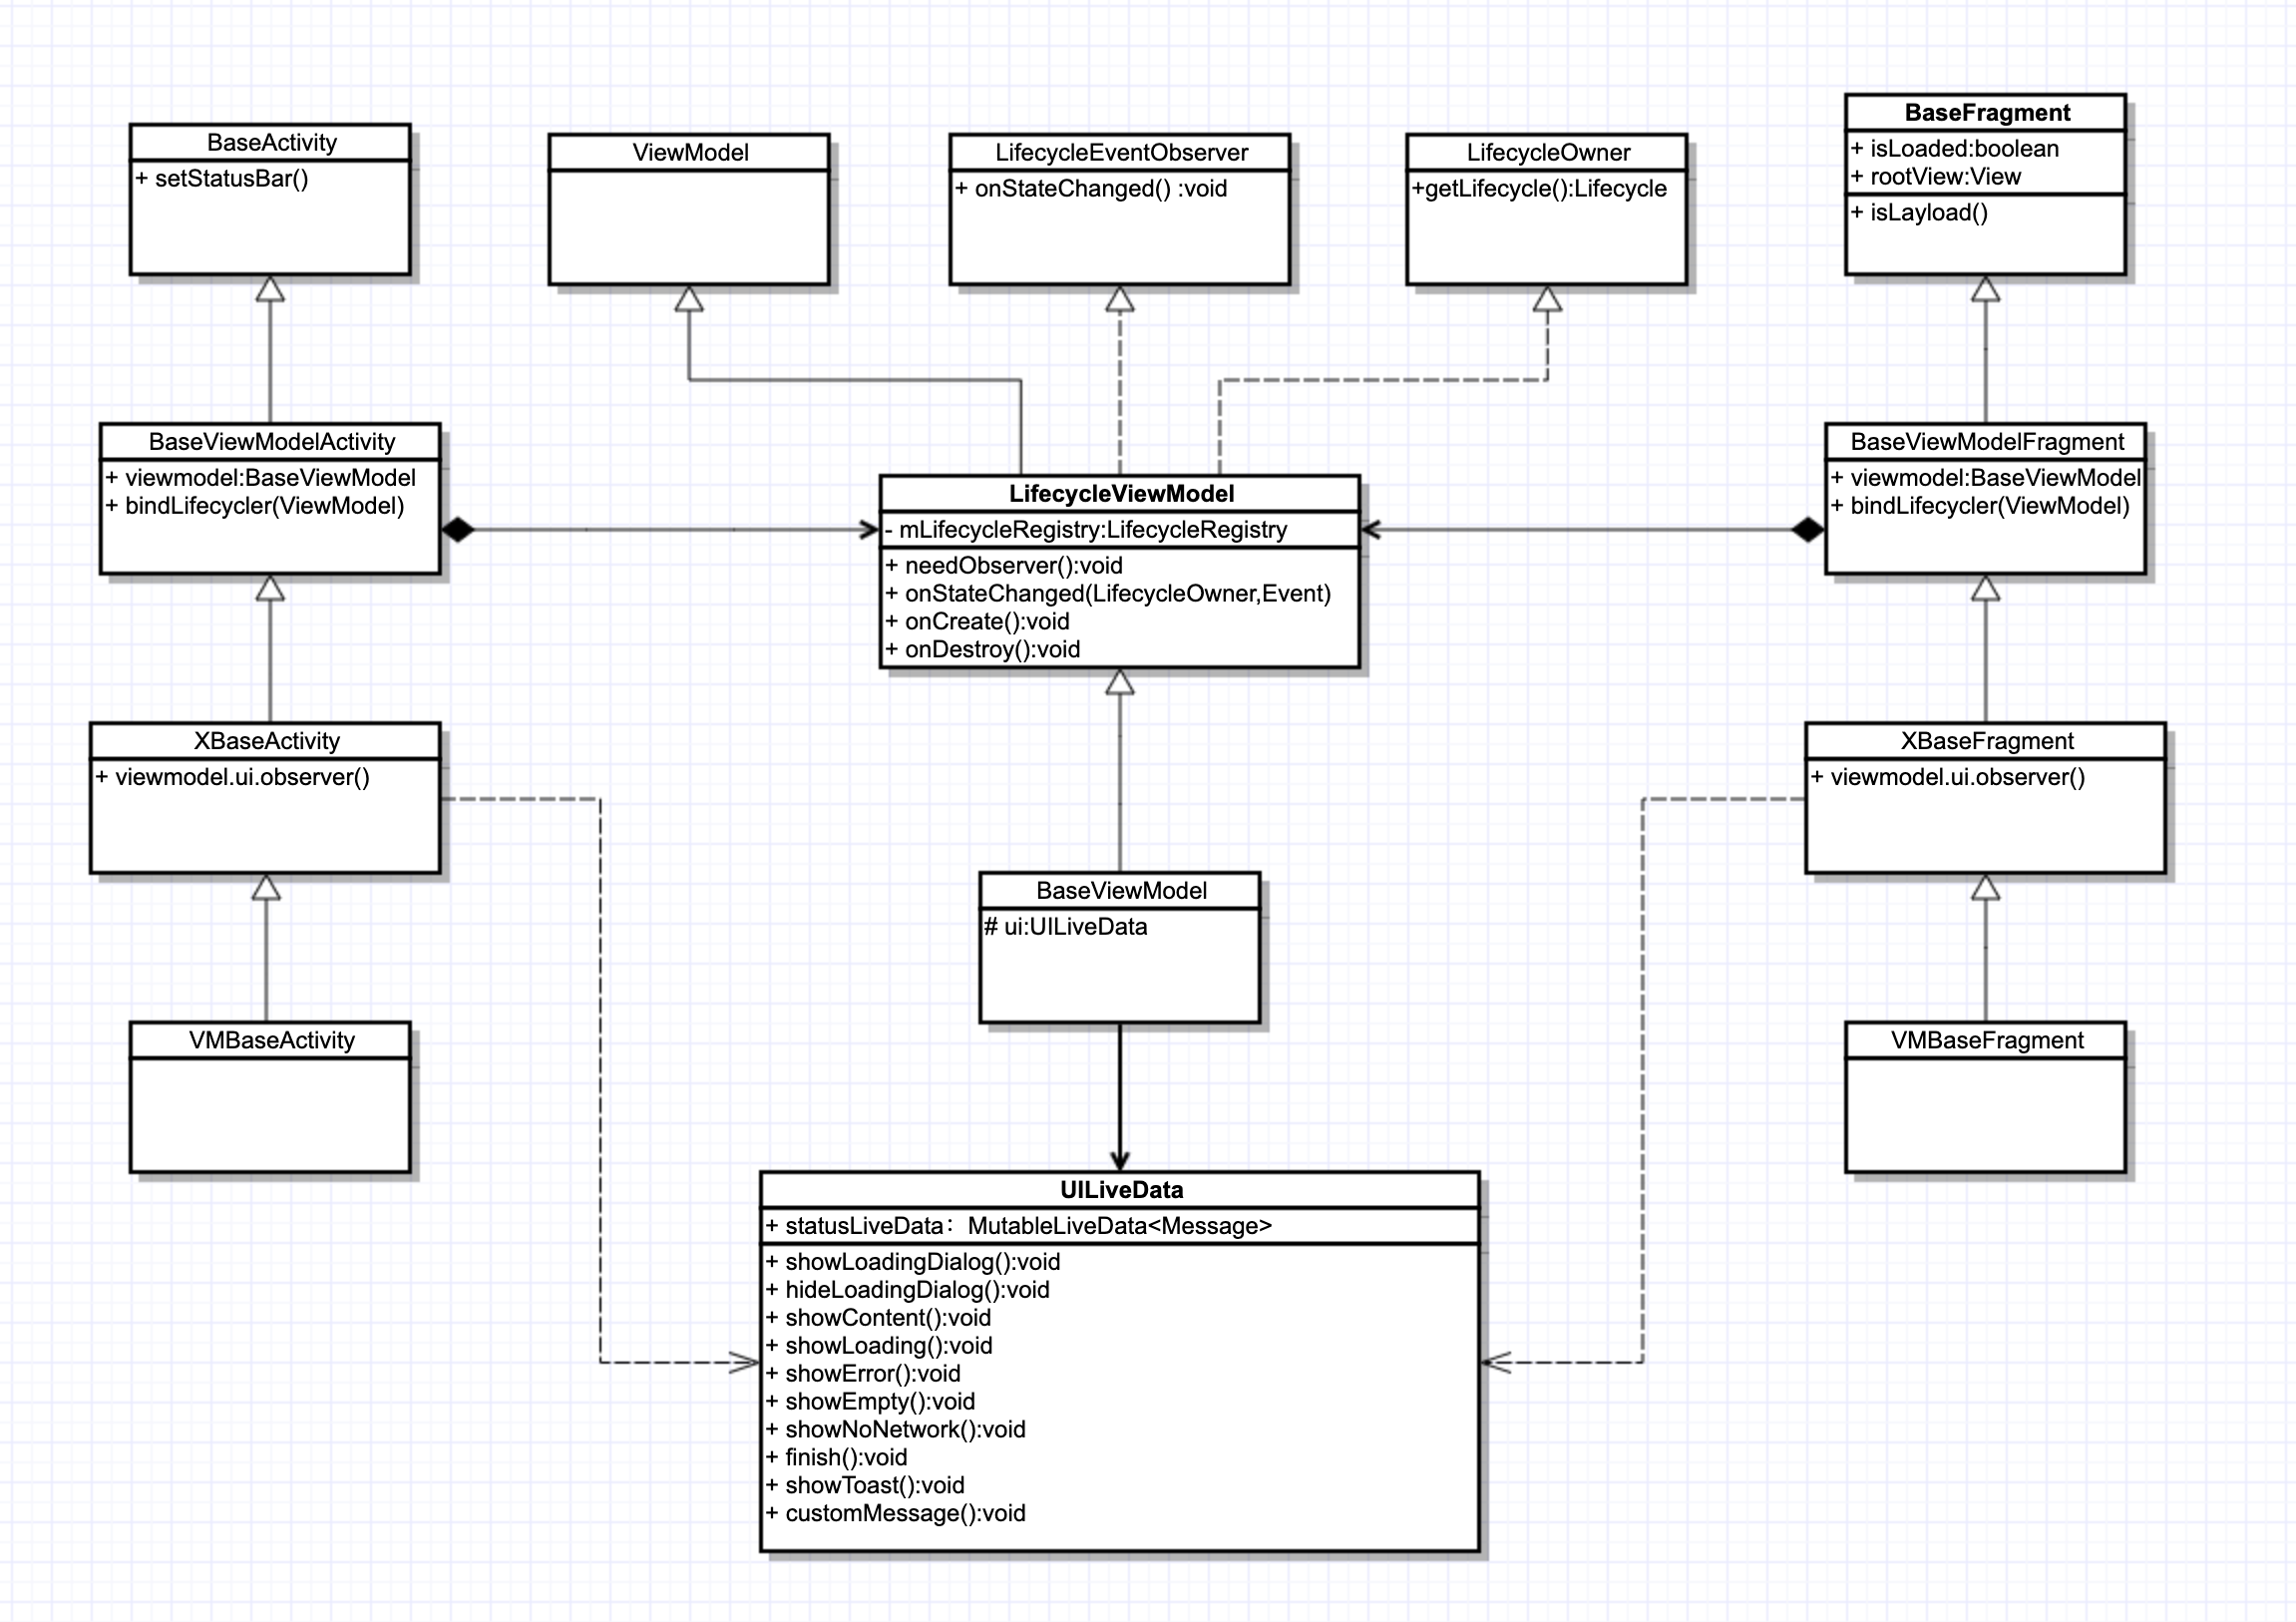 BaseActivity
+ setStatusBar()
ViewModel
LifecycleEventObserver
+ onStateChanged() :void
LifecycleOwner
+getLifecycle():Lifecycle
BaseFragment
+ isLoaded:boolean
+ rootView:View
+ isLayload()
BaseViewModelActivity
+ viewmodel:BaseViewModel
+ bindLifecycler(ViewModel)
LifecycleViewModel
- mLifecycleRegistry:LifecycleRegistry
+ needObserver():void
+ onStateChanged(LifecycleOwner,Event)
+ onCreate():void
+ onDestroy():void
BaseViewModelFragment
+ viewmodel:BaseViewModel
+ bindLifecycler(ViewModel)
XBaseActivity
+ viewmodel.ui.observer()
XBaseFragment
+ viewmodel.ui.observer()
BaseViewModel
# ui:UILiveData
VMBaseActivity
VMBaseFragment
UILiveData
+ statusLiveData：MutableLiveData<Message>
+ showLoadingDialog():void
+ hideLoadingDialog():void
+ showContent():void
+ showLoading():void
+ showError():void
+ showEmpty():void
+ showNoNetwork():void
+ finish():void
+ showToast():void
+ customMessage():void